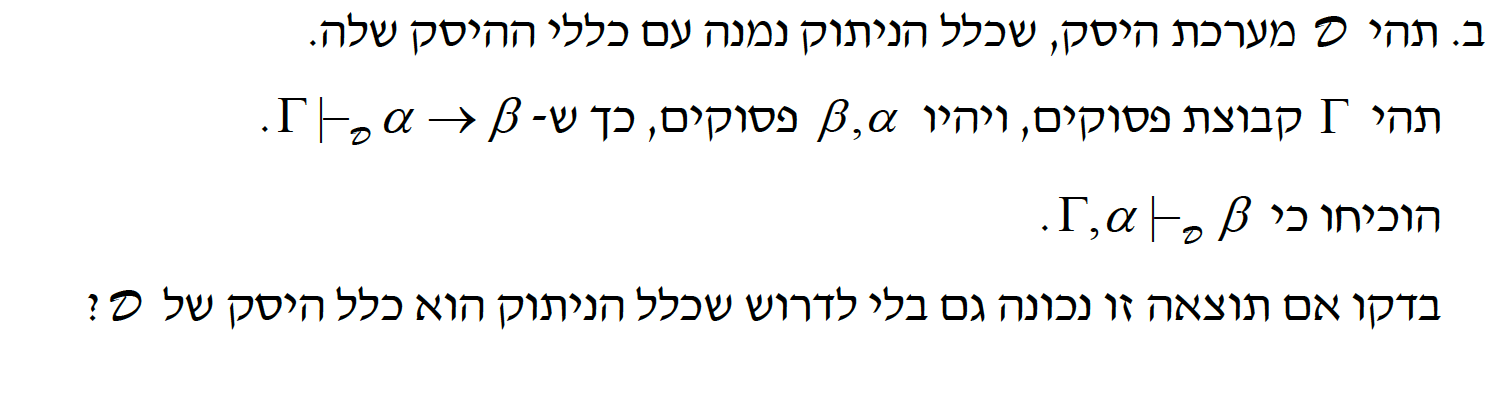 ב. תהי 𝒟 מערכת היסק, שכלל הניתוק נמנה עם כללי ההיסק שלה.
תהי Γ קבוצת פסוקים, ויהיו β,α פסוקים, כך ש- Γ ⊢𝒟 α → β.
הוכיחו כי Γ,α ⊢𝒟 β.
בדקו אם תוצאה זו נכונה גם בלי לדרוש שכלל הניתוק הוא כלל היסק של 𝒟?